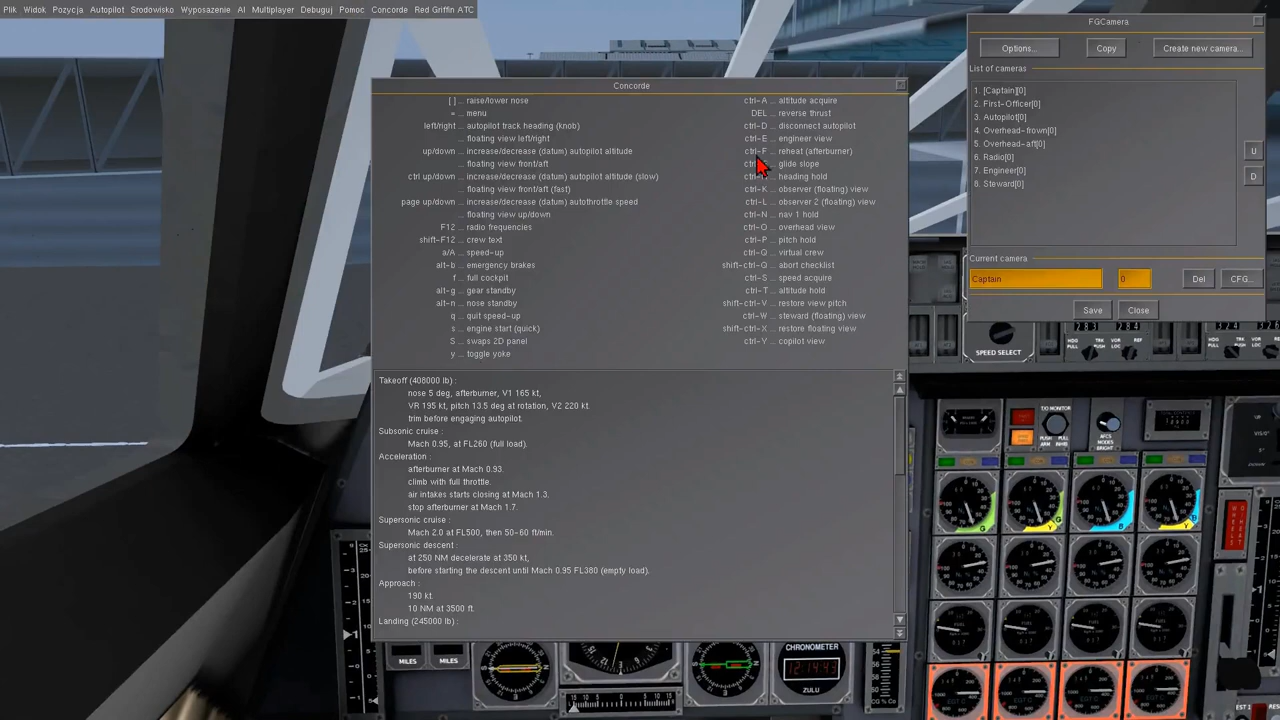 Plik Widok Pozycja Autopilot Srodowisko Wyposazenie AI Multiplayer Debuguj Pomoc Concorde Red Griffin ATC
Concorde
[ ] ... raise/lower nose
= ... menu
left/right ... autopilot track heading (knob)
... floating view left/right
up/down ... increase/decrease (datum) autopilot altitude
... floating view front/aft
ctrl up/down ... increase/decrease (datum) autopilot altitude (slow)
... floating view front/aft (fast)
page up/down ... increase/decrease (datum) autothrottle speed
... floating view up/down
F12 ... radio frequencies
shift-F12 ... crew text
a/A ... speed-up
alt-b ... emergency brakes
f ... full cockpit
alt-g ... gear standby
alt-n ... nose standby
q ... quit speed-up
s ... engine start (quick)
S ... swaps 2D panel
y ... toggle yoke
ctrl-A ... altitude acquire
DEL ... reverse thrust
ctrl-D ... disconnect autopilot
ctrl-E ... engineer view
ctrl-F ... reheat (afterburner)
... glide slope
... heading hold
ctrl-K ... observer (floating) view
ctrl-L ... observer 2 (floating) view
ctrl-N ... nav 1 hold
ctrl-O ... overhead view
ctrl-P ... pitch hold
ctrl-Q ... virtual crew
shift-ctrl-Q ... abort checklist
ctrl-S ... speed acquire
ctrl-T ... altitude hold
shift-ctrl-V ... restore view pitch
ctrl-W ... steward (floating) view
shift-ctrl-X ... restore floating view
ctrl-Y ... copilot view
Takeoff (408000 lb) :
nose 5 deg, afterburner, V1 165 kt,
VR 195 kt, pitch 13.5 deg at rotation, V2 220 kt.
trim before engaging autopilot.
Subsonic cruise :
Mach 0.95, at FL260 (full load).
Acceleration :
afterburner at Mach 0.93.
climb with full throttle.
air intakes starts closing at Mach 1.3.
stop afterburner at Mach 1.7.
Supersonic cruise :
Mach 2.0 at FL500, then 50-60 ft/min.
Supersonic descent :
at 250 NM decelerate at 350 kt,
before starting the descent until Mach 0.95 FL380 (empty load).
Approach :
190 kt.
10 NM at 3500 ft.
Landing (245000 lb) :
FGCamera
Options... Copy Create new camera...
List of cameras
1. [Captain][0]
2. First-Officer[0]
3. Autopilot[0]
4. Overhead-frown[0]
5. Overhead-aft[0]
6. Radio[0]
7. Engineer[0]
8. Steward[0]
U
D
Current camera
Captain 0 Del CFG...
Save Close
SPEED SELECT
T/O MONITOR
AFCS
MODES
BRIGHT
MILES MILES
CHRONOMETER
12:14:43
ZULU